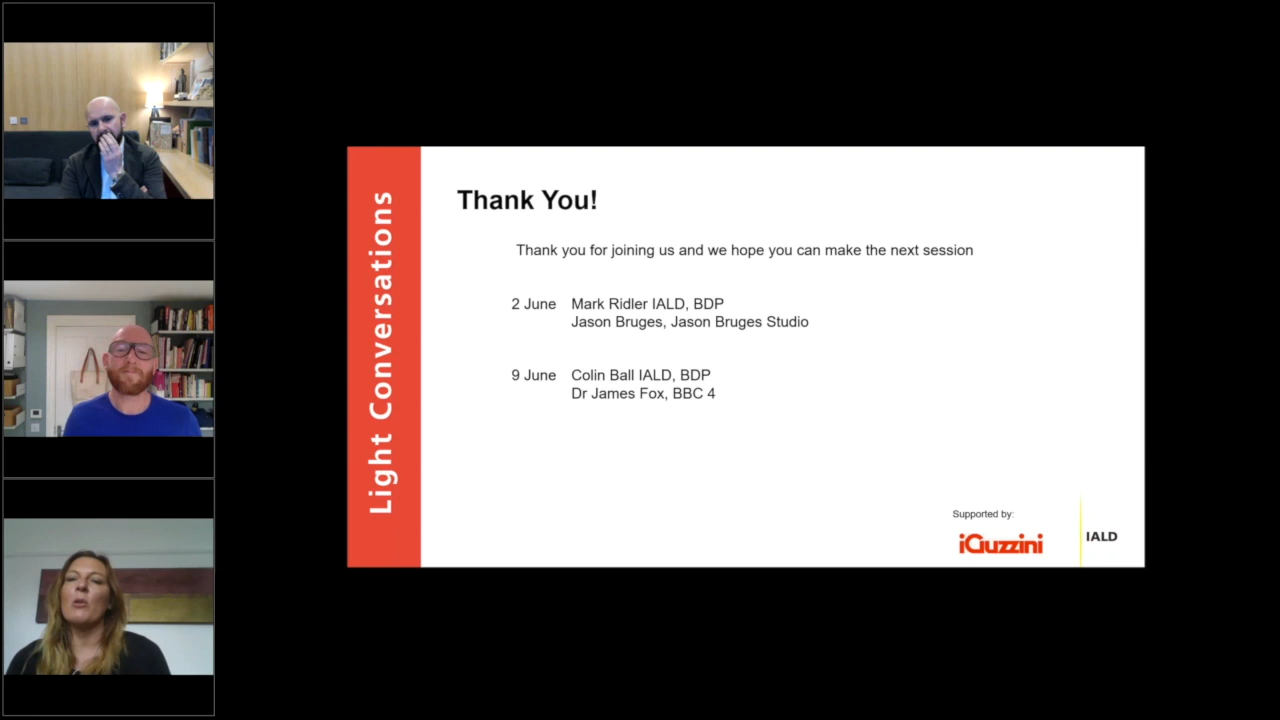 Light Conversations
Thank You!
Thank you for joining us and we hope you can make the next session
2 June Mark Ridler IALD, BDP
Jason Bruges, Jason Bruges Studio
9 June Colin Ball IALD, BDP
Dr James Fox, BBC 4
Supported by:
iGuzzini
IALD